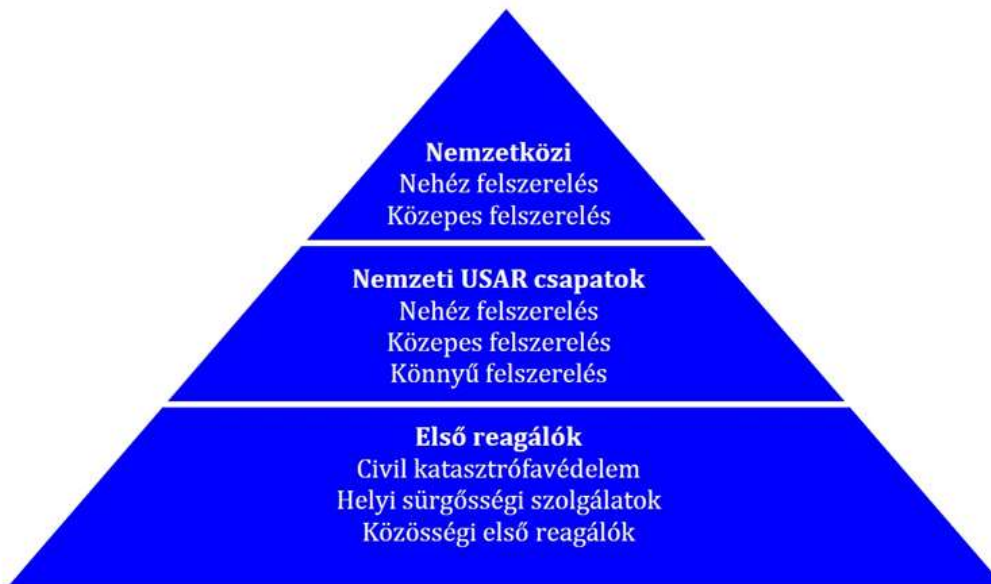 Nemzetközi
Nehéz felszerelés
Közepes felszerelés
Nemzeti USAR csapatok
Nehéz felszerelés
Közepes felszerelés
Könnyű felszerelés
Első reagálók
Civil katasztrófavédelem
Helyi sürgősségi szolgálatok
Közösségi első reagálók